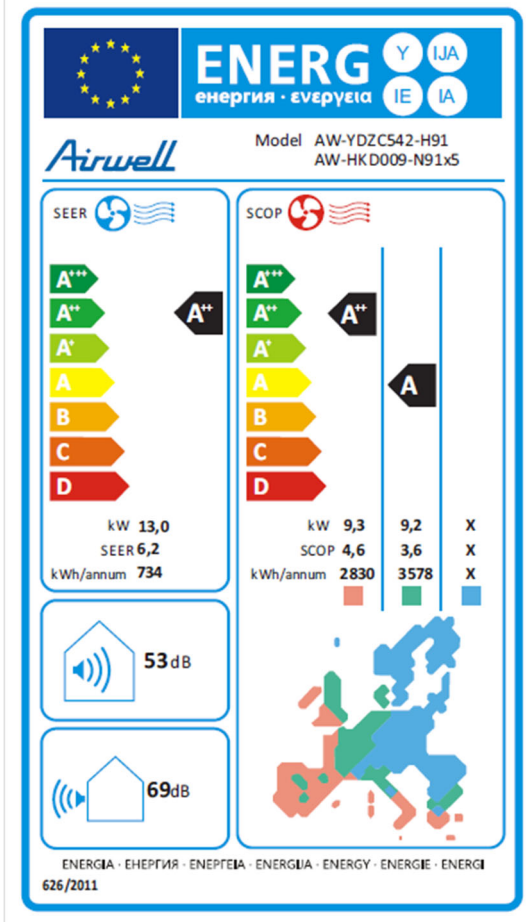 ENERG Y IJA
енергия · ενεργεια IE IA
Airwell
Model AW-YDZC542-H91
AW-HKD009-N91x5
SEER
SCOP
A+++
A++
A+
A
B
C
D
A++
A+++
A++
A+
A
B
C
D
A++
A
kW 13,0
SEER 6,2
kWh/annum 734
kW 9,3 9,2 X
SCOP 4,6 3,6 X
kWh/annum 2830 3578 X
53dB
69dB
ENERGIA · ЕНЕРГИЯ · ΕΝΕΡΓΕΙΑ · ENERGIJA · ENERGY · ENERGIE · ENERGI
626/2011